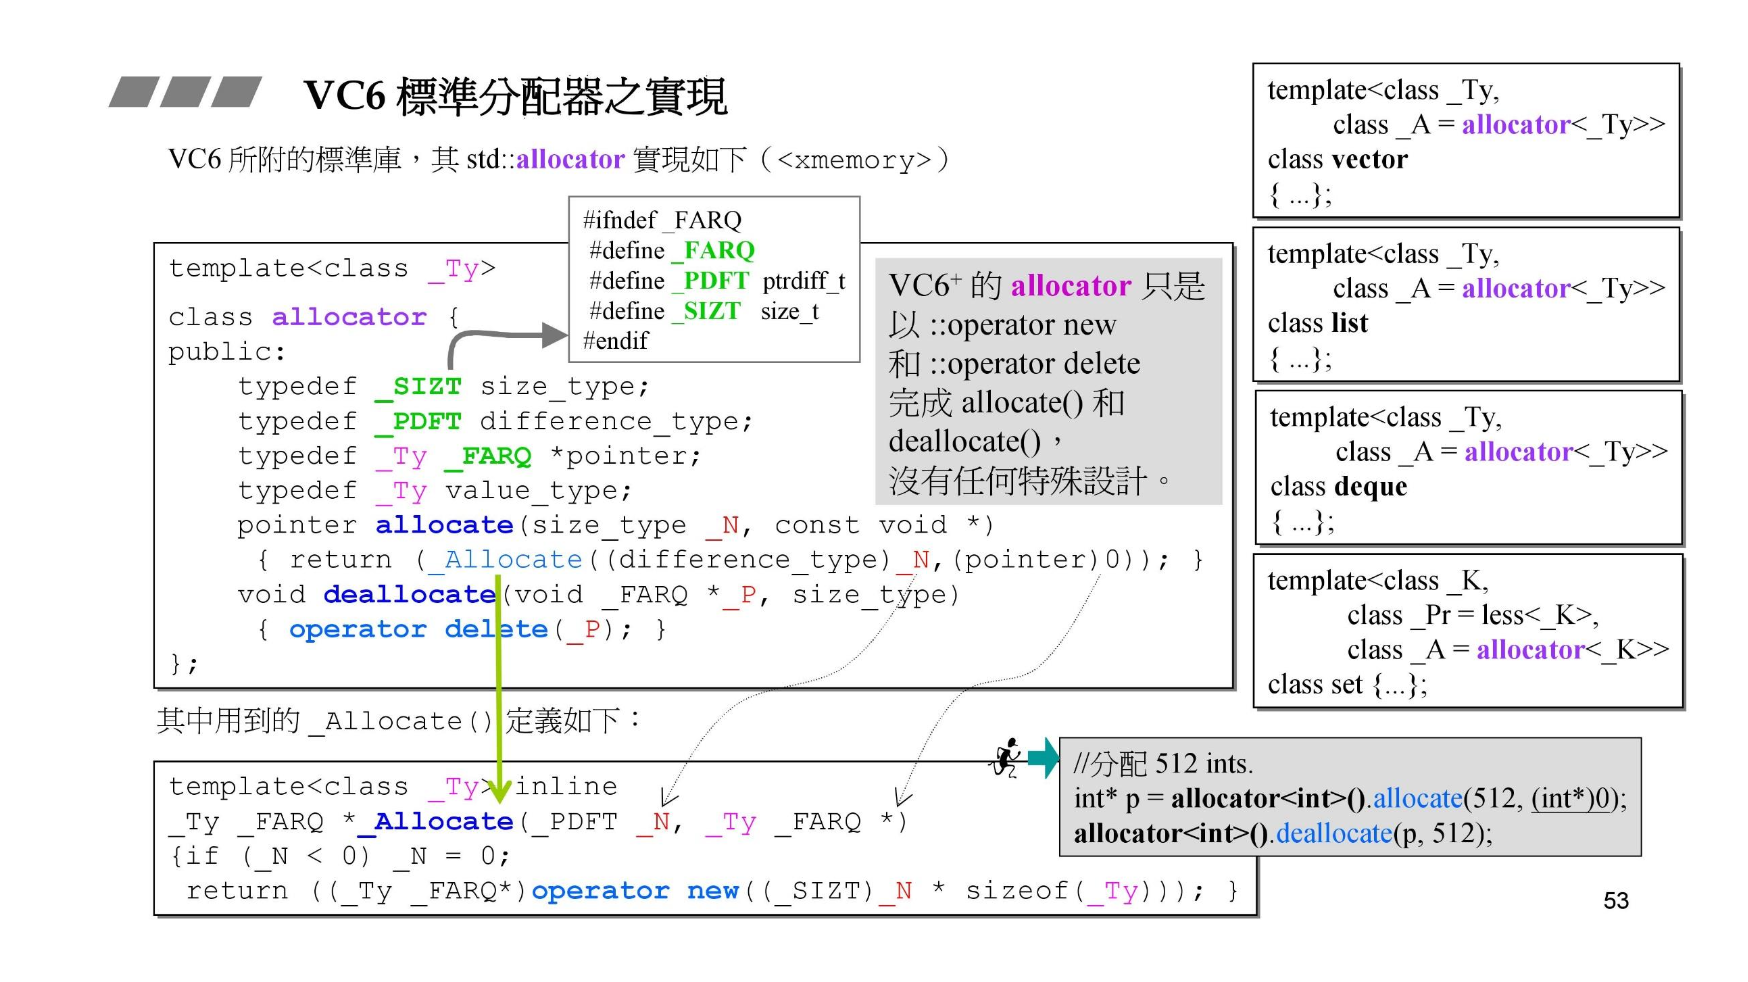 VC6 標準分配器之實現
VC6 所附的標準庫，其 std::allocator 實現如下（<xmemory>）
#ifndef _FARQ
#define _FARQ
#define _PDFT ptrdiff_t
#define _SIZT size_t
#endif
template<class _Ty>
class allocator {
public:
typedef _SIZT size_type;
typedef _PDFT difference_type;
typedef _Ty _FARQ *pointer;
typedef _Ty value_type;
pointer allocate(size_type _N, const void *)
{ return (_Allocate((difference_type)_N,(pointer)0)); }
void deallocate(void _FARQ *_P, size_type)
{ operator delete(_P); }
};
VC6+ 的 allocator 只是
以 ::operator new
和 ::operator delete
完成 allocate() 和
deallocate()，
沒有任何特殊設計。
其中用到的 _Allocate() 定義如下：
template<class _Ty> inline
_Ty _FARQ *_Allocate(_PDFT _N, _Ty _FARQ *)
{if (_N < 0) _N = 0;
return ((_Ty _FARQ*)operator new((_SIZT)_N * sizeof(_Ty))); }
template<class _Ty,
class _A = allocator<_Ty>>
class vector
{ ...};
template<class _Ty,
class _A = allocator<_Ty>>
class list
{ ...};
template<class _Ty,
class _A = allocator<_Ty>>
class deque
{ ...};
template<class _K,
class _Pr = less<_K>,
class _A = allocator<_K>>
class set {...};
//分配 512 ints.
int* p = allocator<int>().allocate(512, (int*)0);
allocator<int>().deallocate(p, 512);
53